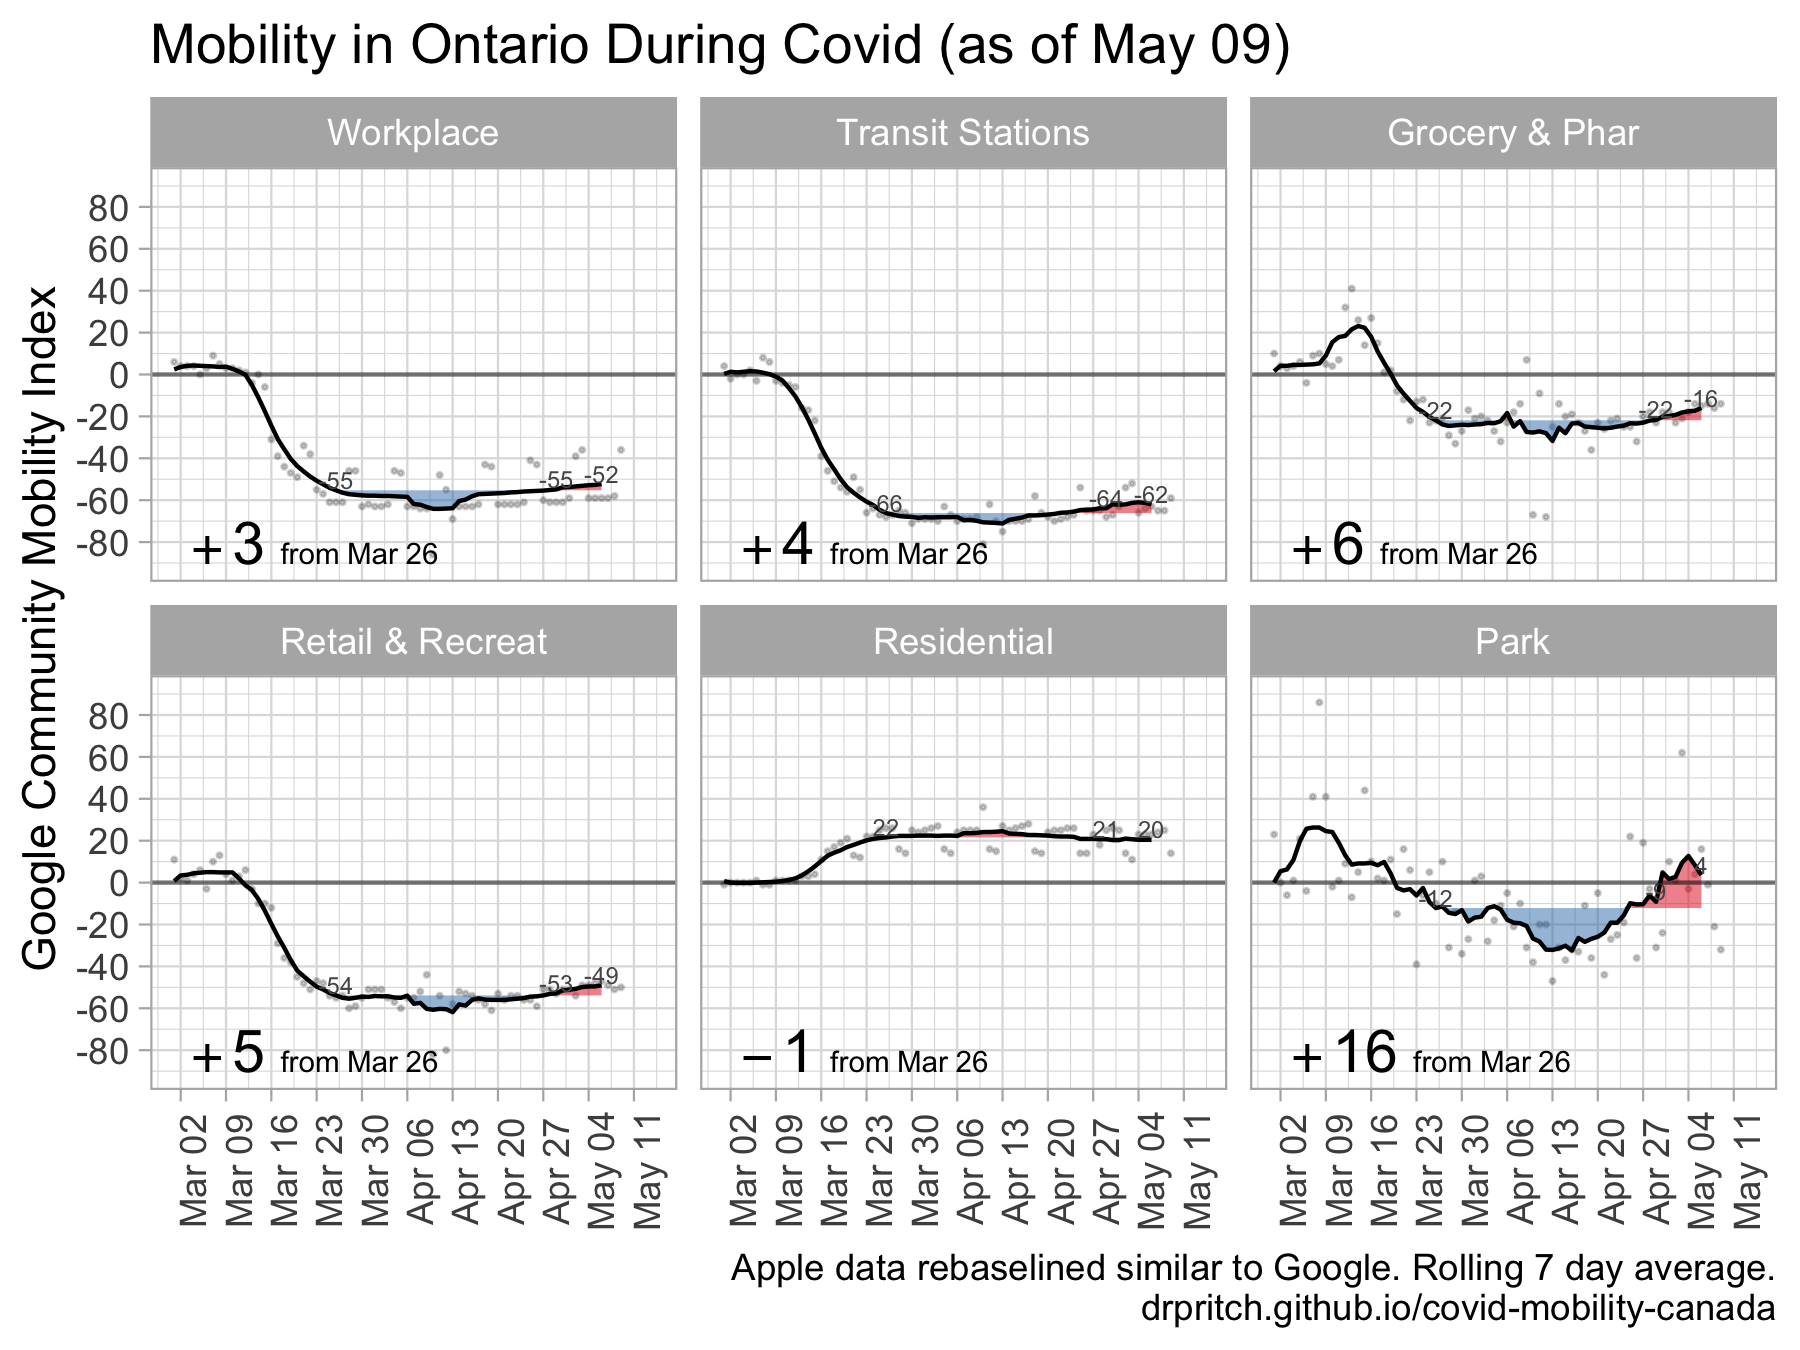 Mobility in Ontario During Covid (as of May 09)
Google Community Mobility Index
Workplace
Transit Stations
Grocery & Phar
80
60
40
20
0
-20
-40
-60
-80
-55
-55
-52
+3 from Mar 26
-66
-64
-62
+4 from Mar 26
-22
-22
-16
+6 from Mar 26
Retail & Recreat
Residential
Park
80
60
40
20
0
-20
-40
-60
-80
-54
-53
-49
+5 from Mar 26
22
21
20
−1 from Mar 26
-12
-9
4
+16 from Mar 26
Mar 02
Mar 09
Mar 16
Mar 23
Mar 30
Apr 06
Apr 13
Apr 20
Apr 27
May 04
May 11
Mar 02
Mar 09
Mar 16
Mar 23
Mar 30
Apr 06
Apr 13
Apr 20
Apr 27
May 04
May 11
Mar 02
Mar 09
Mar 16
Mar 23
Mar 30
Apr 06
Apr 13
Apr 20
Apr 27
May 04
May 11
Apple data rebaselined similar to Google. Rolling 7 day average.
drpritch.github.io/covid-mobility-canada